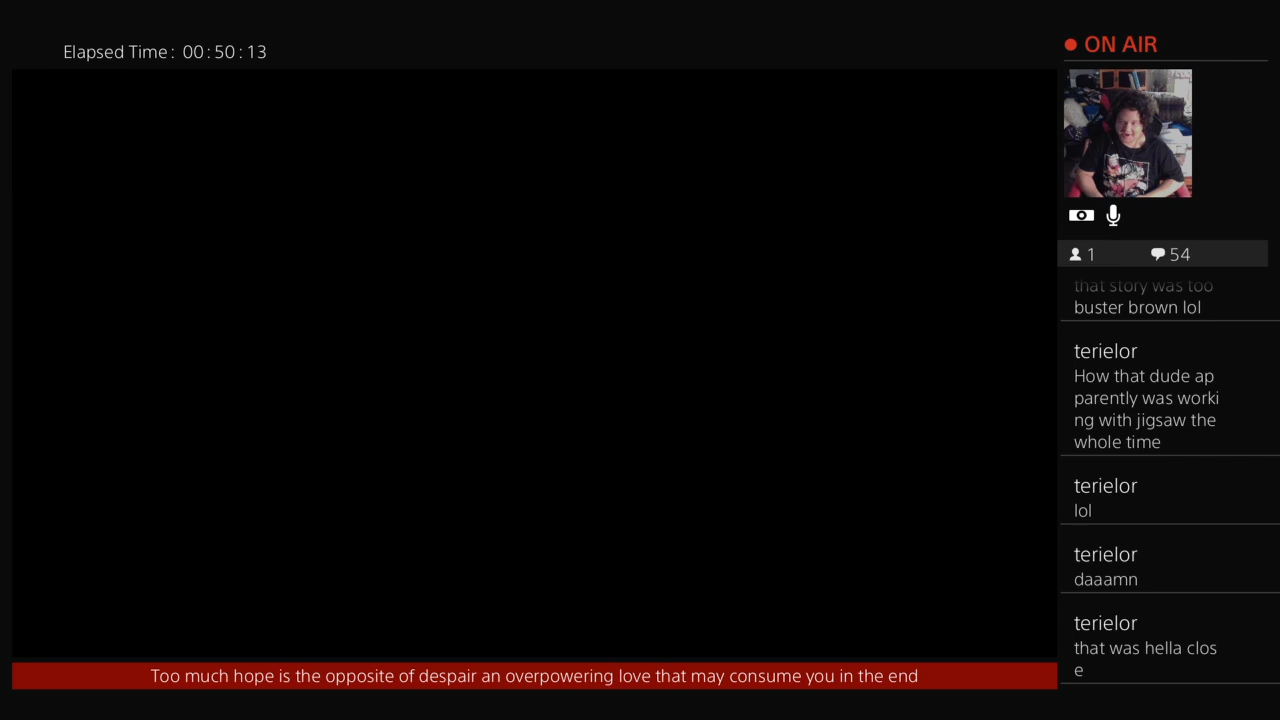 Elapsed Time: 00:50:13
ON AIR
1 54
that story was too
buster brown lol
terielor
How that dude ap
parently was worki
ng with jigsaw the
whole time
terielor
lol
terielor
daaamn
terielor
that was hella clos
e
Too much hope is the opposite of despair an overpowering love that may consume you in the end